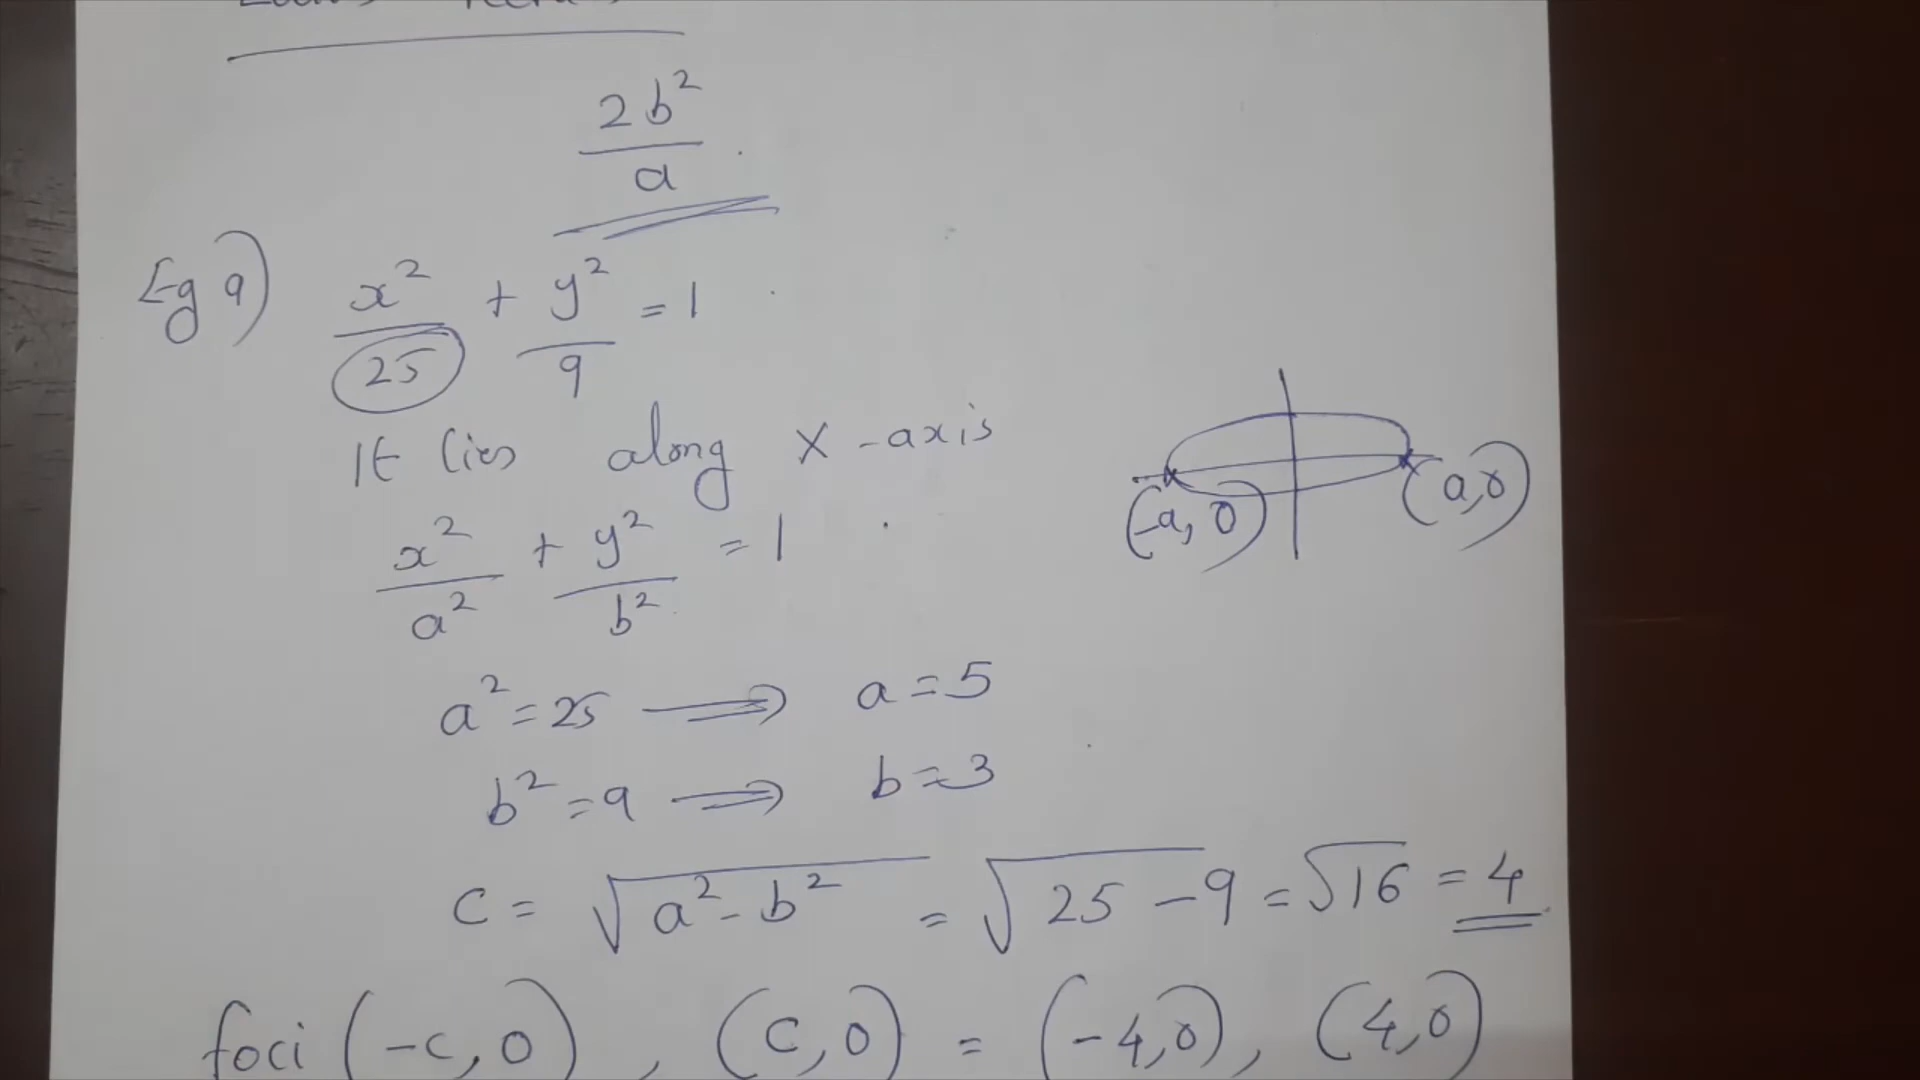 2b²
a
Eg 9) x² + y² = 1
25 9
It lies along X-axis
(-a, 0) (a,0)
x² + y² = 1
a² b²
a² = 25 ⟹ a = 5
b² = 9 ⟹ b = 3
c = √a² - b² = √25 - 9 = √16 = 4
foci (-c, 0), (c, 0) = (-4,0), (4,0)